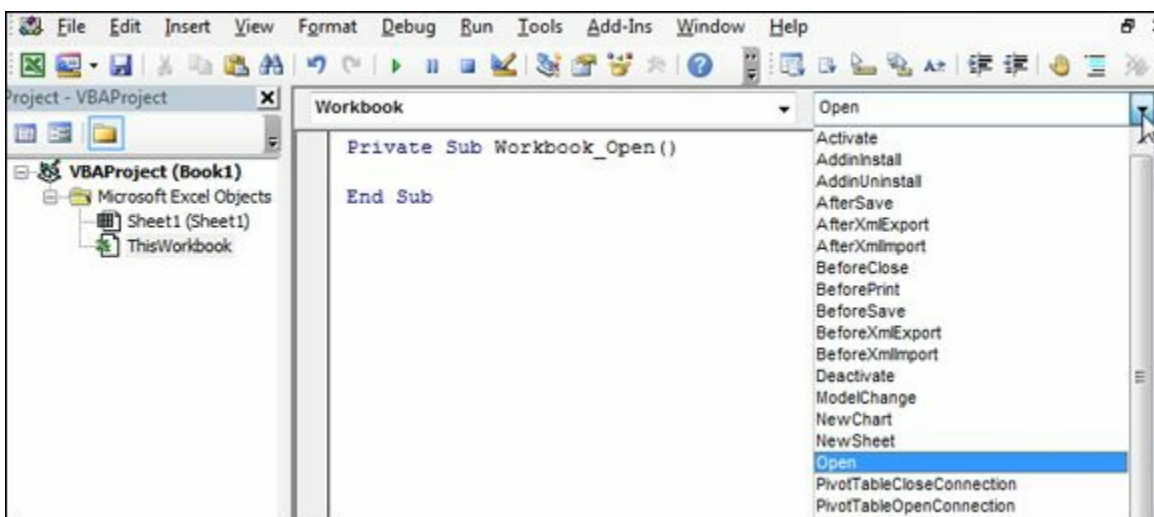 File Edit Insert View Format Debug Run Tools Add-Ins Window Help
Project - VBAProject
VBAProject (Book1)
Microsoft Excel Objects
Sheet1 (Sheet1)
ThisWorkbook
Workbook
Open
Private Sub Workbook_Open()
End Sub
Activate
AddinInstall
AddinUninstall
AfterSave
AfterXmlExport
AfterXmlImport
BeforeClose
BeforePrint
BeforeSave
BeforeXmlExport
BeforeXmlImport
Deactivate
ModelChange
NewChart
NewSheet
Open
PivotTableCloseConnection
PivotTableOpenConnection